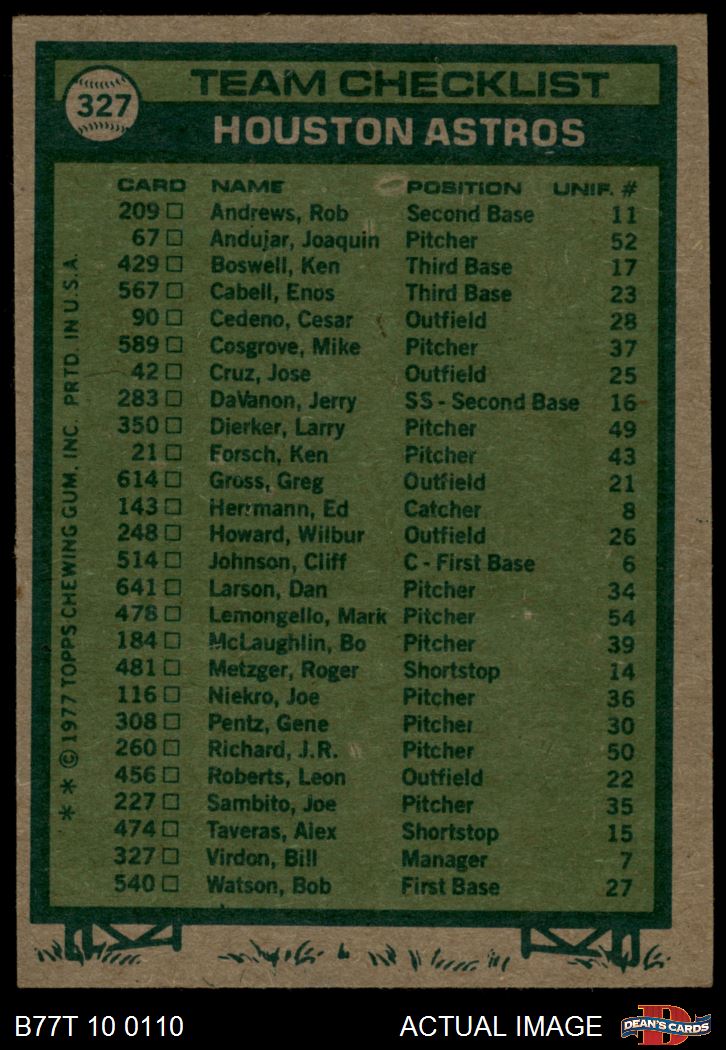 327
TEAM CHECKLIST
HOUSTON ASTROS
CARD NAME POSITION UNIF. #
209 □ Andrews, Rob Second Base 11
67 □ Andujar, Joaquin Pitcher 52
429 □ Boswell, Ken Third Base 17
567 □ Cabell, Enos Third Base 23
90 □ Cedeno, Cesar Outfield 28
589 □ Cosgrove, Mike Pitcher 37
42 □ Cruz, Jose Outfield 25
283 □ DaVanon, Jerry SS - Second Base 16
350 □ Dierker, Larry Pitcher 49
21 □ Forsch, Ken Pitcher 43
614 □ Gross, Greg Outfield 21
143 □ Herrmann, Ed Catcher 8
248 □ Howard, Wilbur Outfield 26
514 □ Johnson, Cliff C - First Base 6
641 □ Larson, Dan Pitcher 34
478 □ Lemongello, Mark Pitcher 54
184 □ McLaughlin, Bo Pitcher 39
481 □ Metzger, Roger Shortstop 14
116 □ Niekro, Joe Pitcher 36
308 □ Pentz, Gene Pitcher 30
260 □ Richard, J.R. Pitcher 50
456 □ Roberts, Leon Outfield 22
227 □ Sambito, Joe Pitcher 35
474 □ Taveras, Alex Shortstop 15
327 □ Virdon, Bill Manager 7
540 □ Watson, Bob First Base 27
* * © 1977 TOPPS CHEWING GUM, INC. PRTD. IN U.S.A.
B77T 10 0110 ACTUAL IMAGE
DEAN'S CARDS